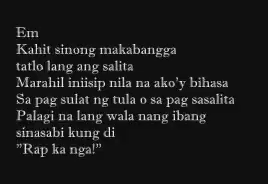 Em
Kahit sinong makabangga
tatlo lang ang salita
Marahil iniisip nila na ako'y bihasa
Sa pag sulat ng tula o sa pag sasalita
Palagi na lang wala nang ibang
sinasabi kung di
"Rap ka nga!"